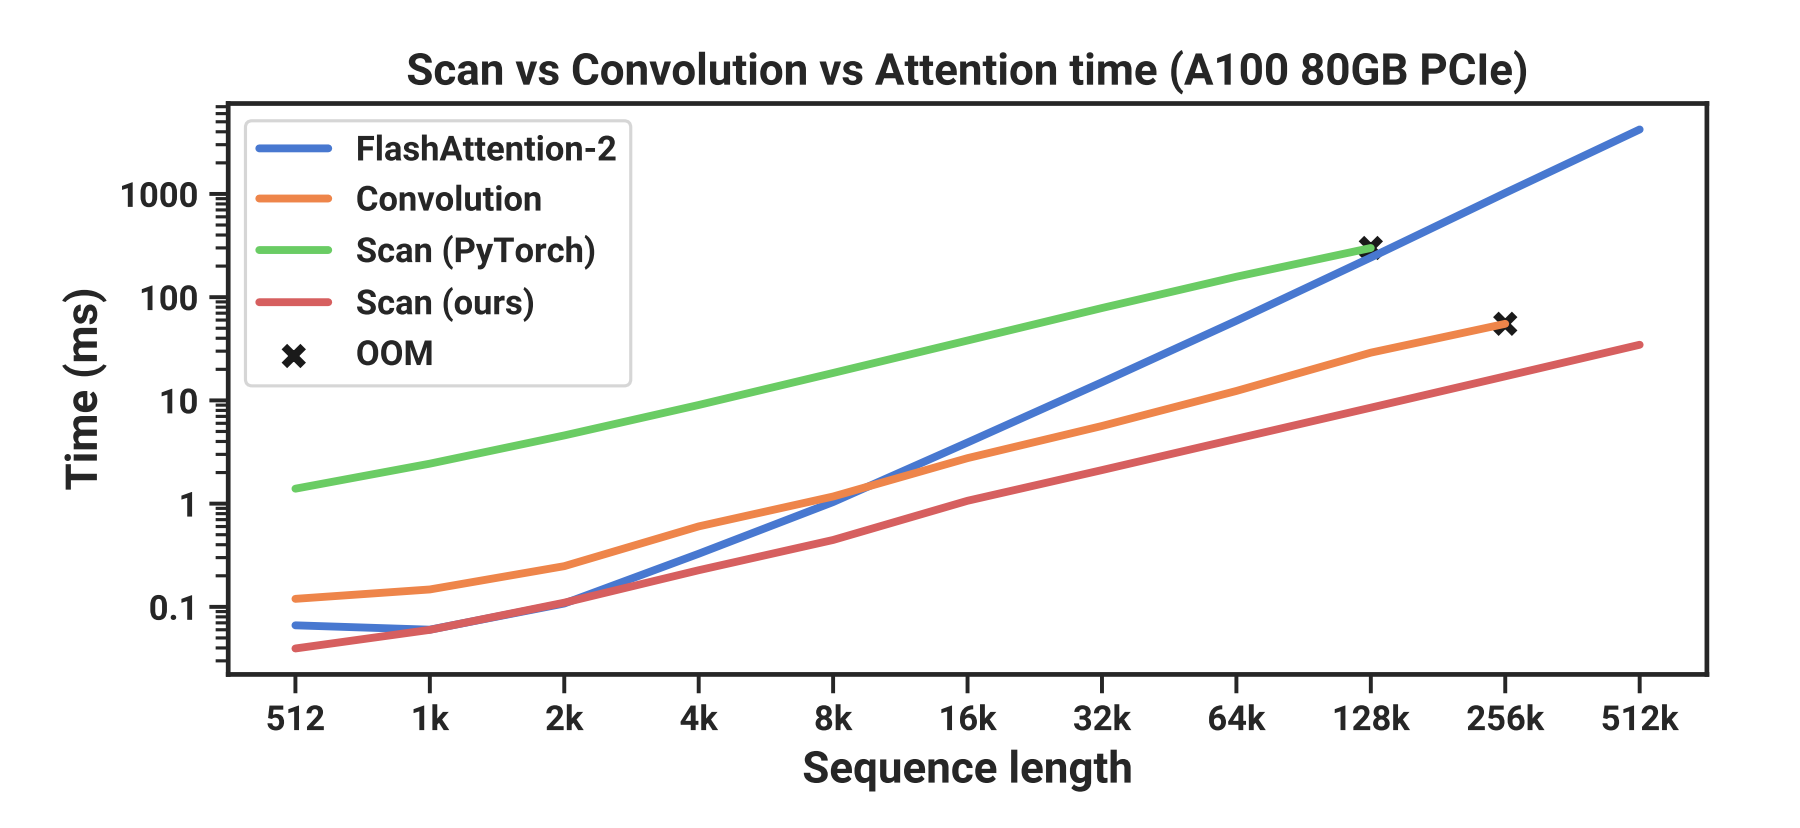 Scan vs Convolution vs Attention time (A100 80GB PCIe)
FlashAttention-2
Convolution
Scan (PyTorch)
Scan (ours)
OOM
Time (ms)
1000
100
10
1
0.1
512 1k 2k 4k 8k 16k 32k 64k 128k 256k 512k
Sequence length